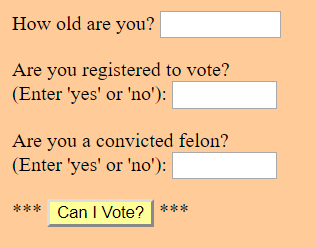 How old are you?
Are you registered to vote?
(Enter 'yes' or 'no'):
Are you a convicted felon?
(Enter 'yes' or 'no'):
*** Can I Vote? ***